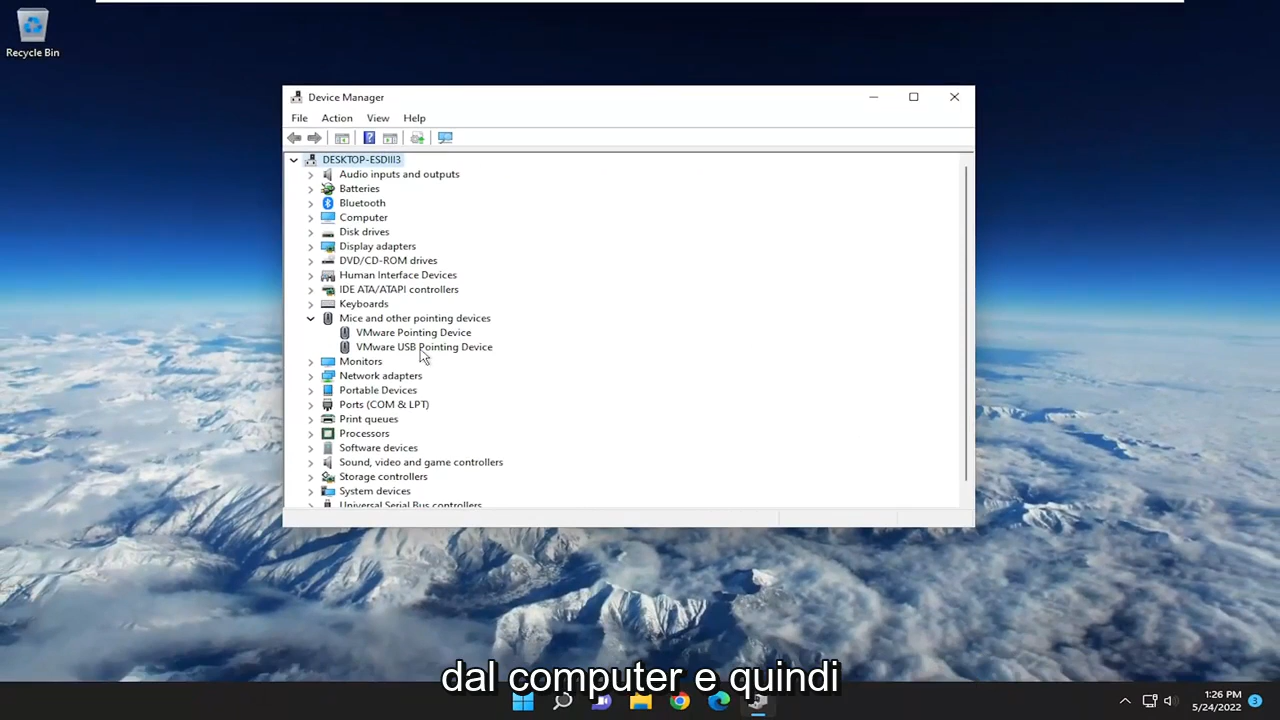 Recycle Bin
Device Manager
File Action View Help
DESKTOP-ESDIII3
Audio inputs and outputs
Batteries
Bluetooth
Computer
Disk drives
Display adapters
DVD/CD-ROM drives
Human Interface Devices
IDE ATA/ATAPI controllers
Keyboards
Mice and other pointing devices
VMware Pointing Device
VMware USB Pointing Device
Monitors
Network adapters
Portable Devices
Ports (COM & LPT)
Print queues
Processors
Software devices
Sound, video and game controllers
Storage controllers
System devices
Universal Serial Bus controllers
dal computer e quindi
1:26 PM
5/24/2022
3